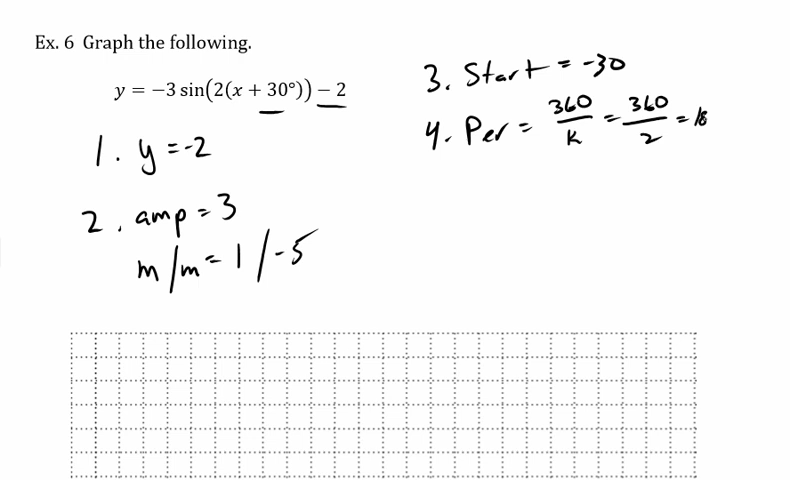 Ex. 6 Graph the following.
y = −3 sin(2(x + 30°)) − 2
1. y = -2
2. amp = 3
m/m = 1/-5
3. Start = -30
4. Per = 360/k = 360/2 = 18